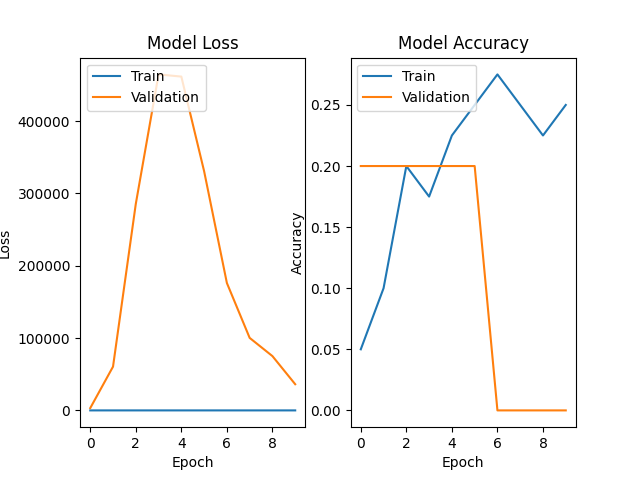 Model Loss
Train
Validation
400000
300000
200000
100000
0
Loss
0 2 4 6 8
Epoch
Model Accuracy
Train
Validation
0.25
0.20
0.15
0.10
0.05
0.00
Accuracy
0 2 4 6 8
Epoch